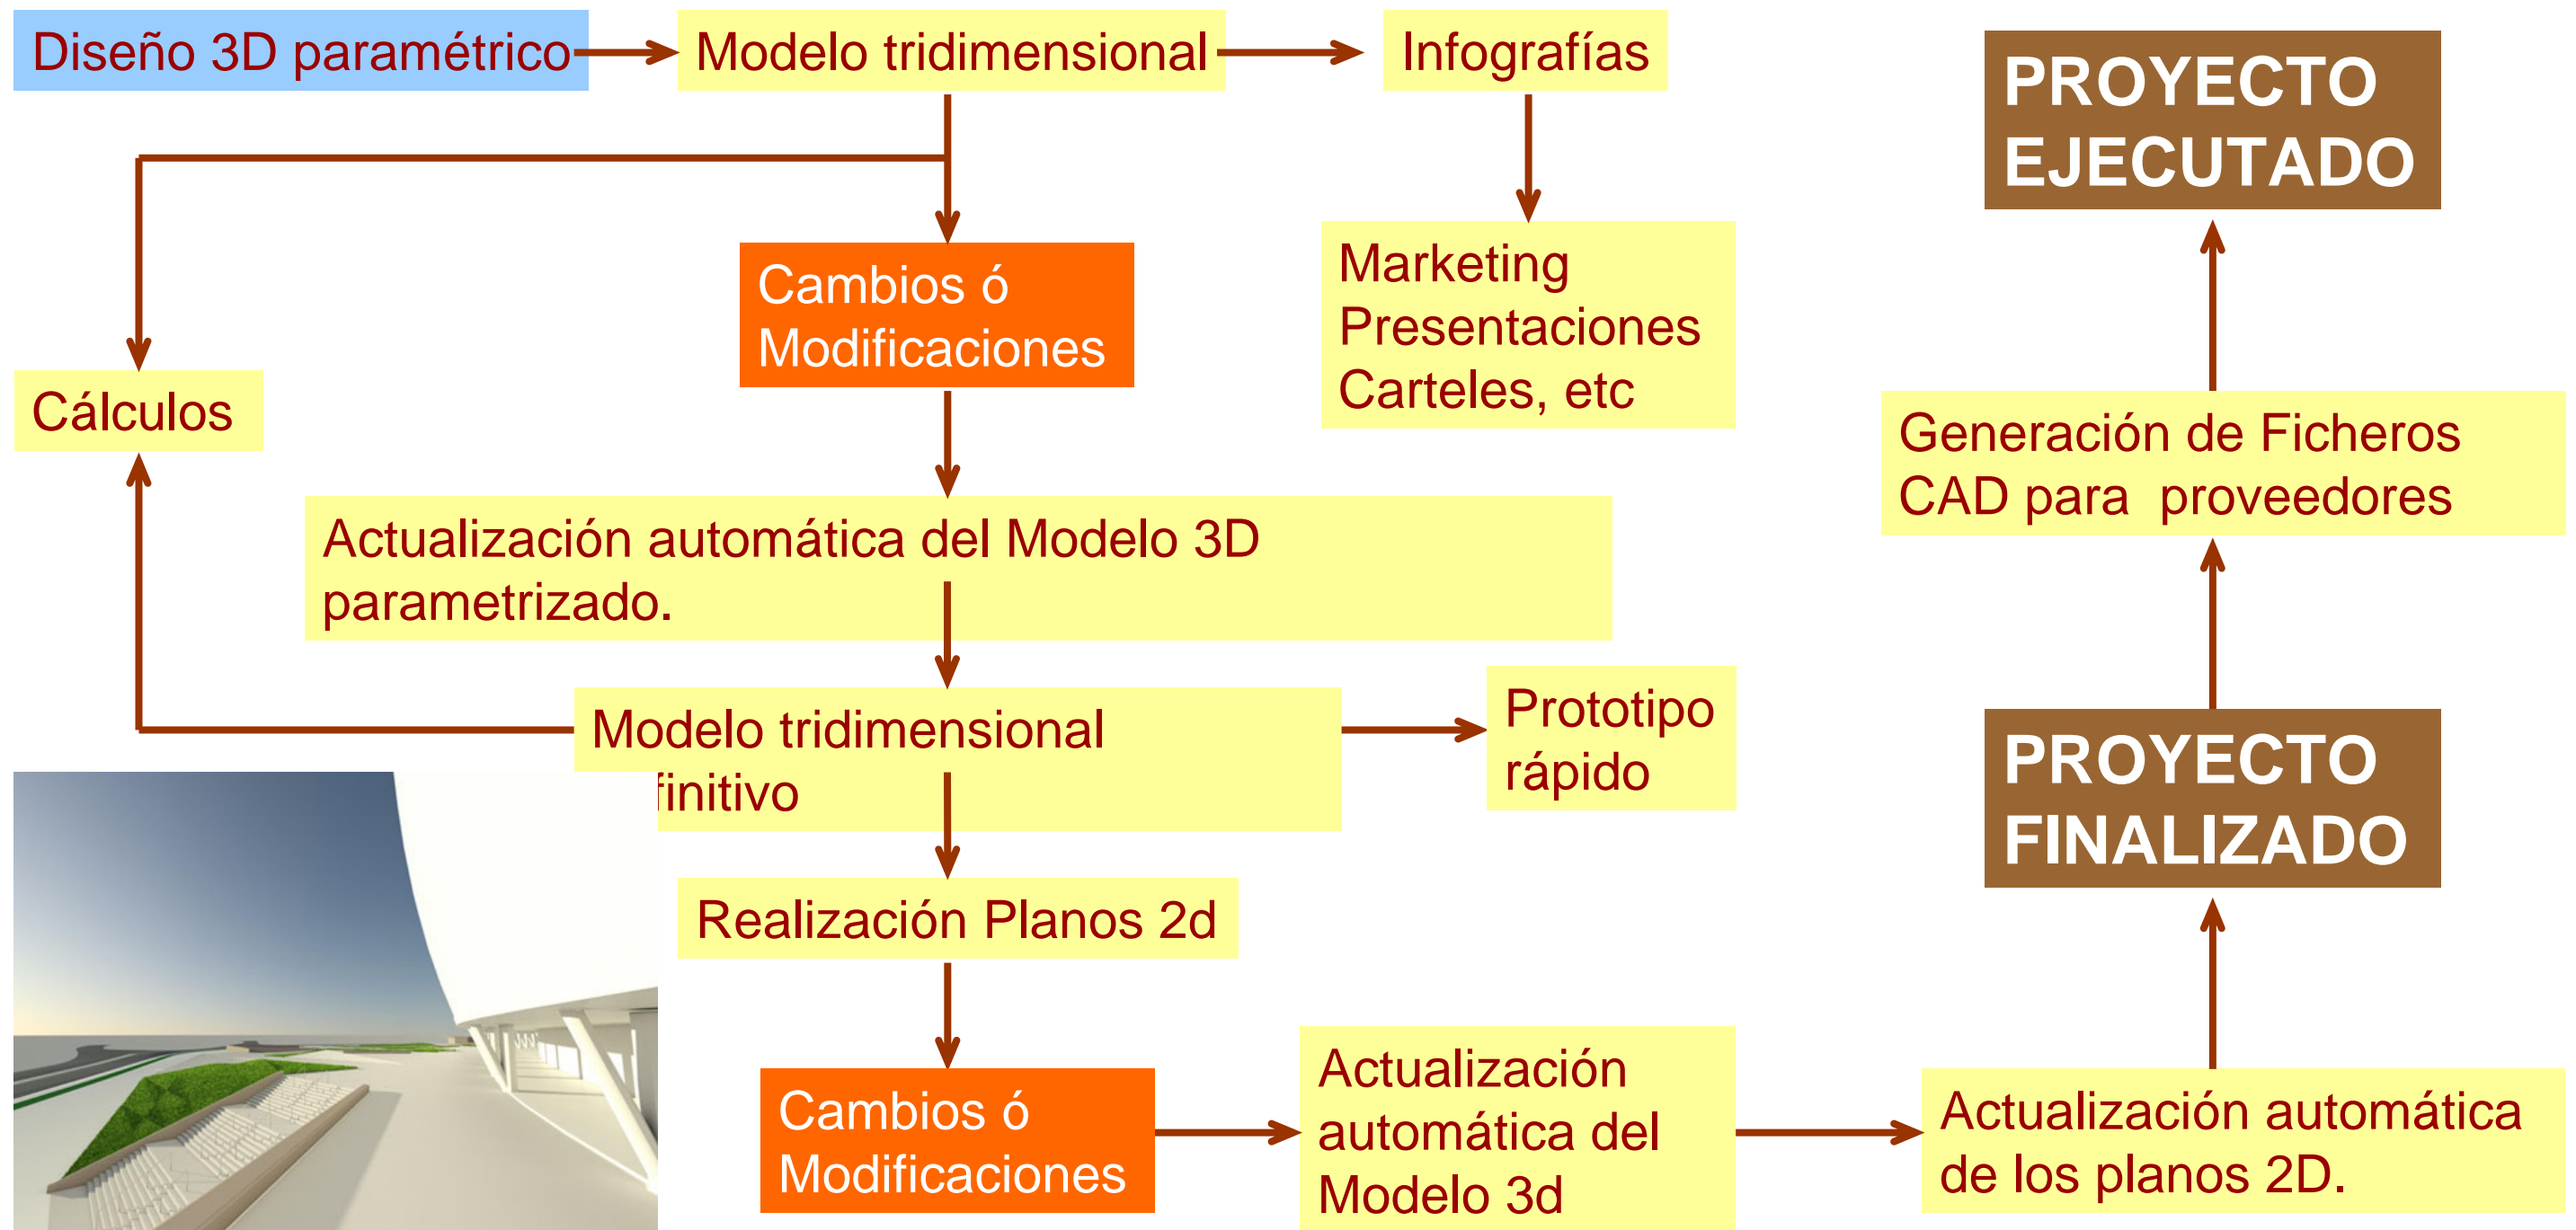 Diseño 3D paramétrico
Modelo tridimensional
Infografías
PROYECTO
EJECUTADO
Cambios ó
Modificaciones
Marketing
Presentaciones
Carteles, etc
Cálculos
Generación de Ficheros
CAD para proveedores
Actualización automática del Modelo 3D
parametrizado.
Modelo tridimensional
finitivo
Prototipo
rápido
PROYECTO
FINALIZADO
Realización Planos 2d
Cambios ó
Modificaciones
Actualización
automática del
Modelo 3d
Actualización automática
de los planos 2D.